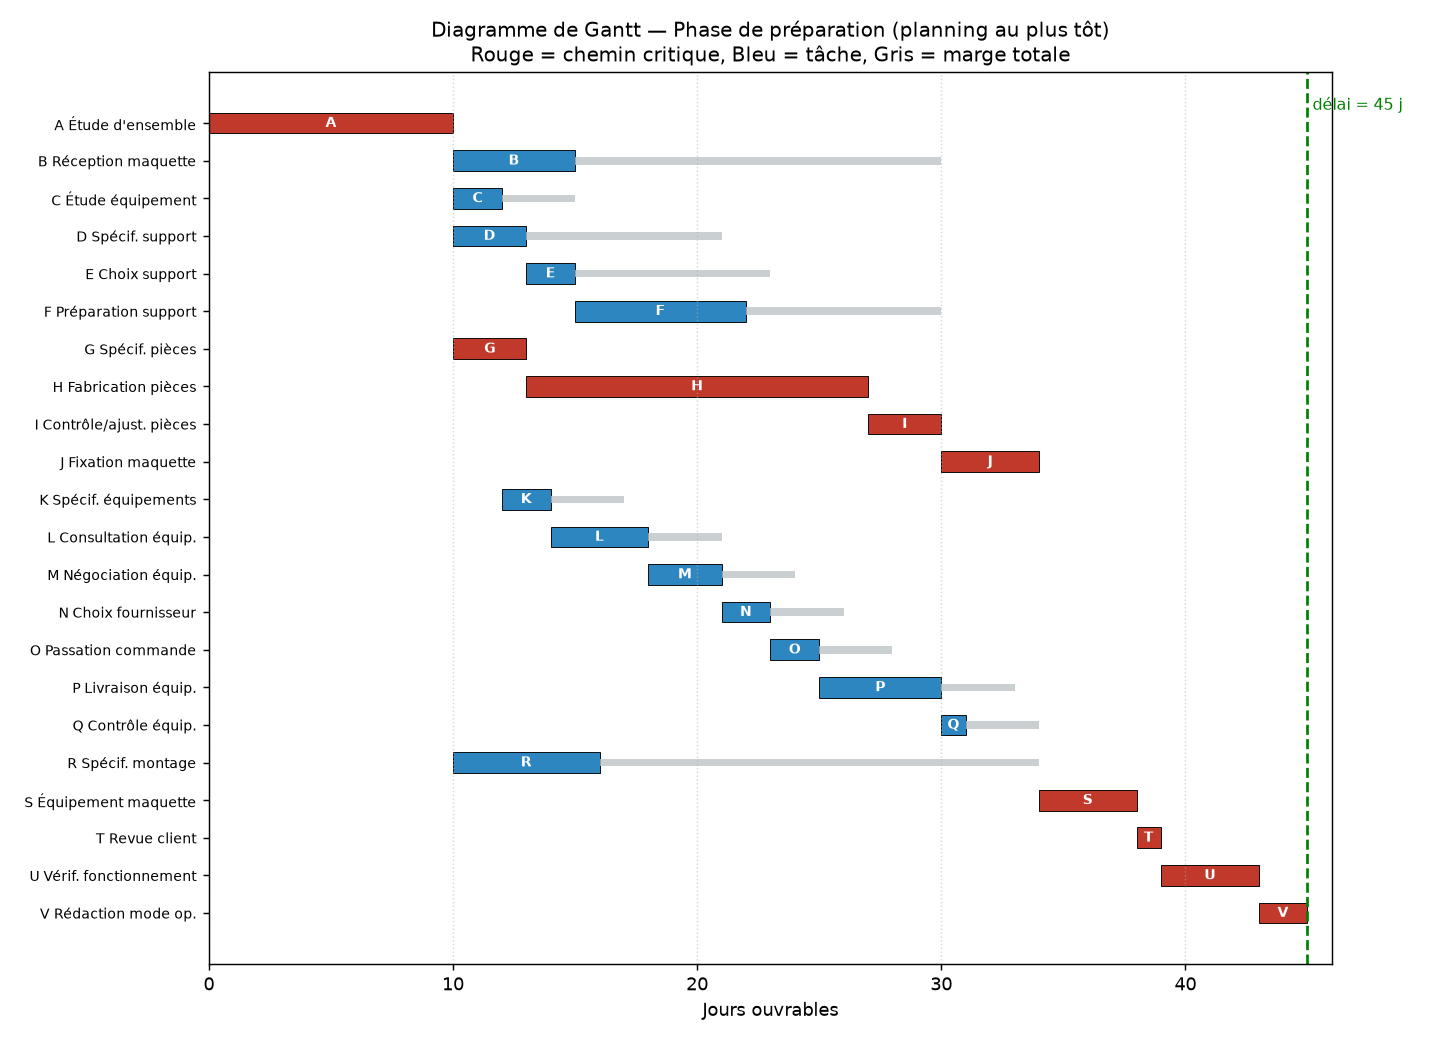 Diagramme de Gantt — Phase de préparation (planning au plus tôt)
Rouge = chemin critique, Bleu = tâche, Gris = marge totale
délai = 45 j
A Étude d'ensemble
A
B Réception maquette
B
C Étude équipement
C
D Spécif. support
D
E Choix support
E
F Préparation support
F
G Spécif. pièces
G
H Fabrication pièces
H
I Contrôle/ajust. pièces
I
J Fixation maquette
J
K Spécif. équipements
K
L Consultation équip.
L
M Négociation équip.
M
N Choix fournisseur
N
O Passation commande
O
P Livraison équip.
P
Q Contrôle équip.
Q
R Spécif. montage
R
S Équipement maquette
S
T Revue client
T
U Vérif. fonctionnement
U
V Rédaction mode op.
V
0 10 20 30 40
Jours ouvrables